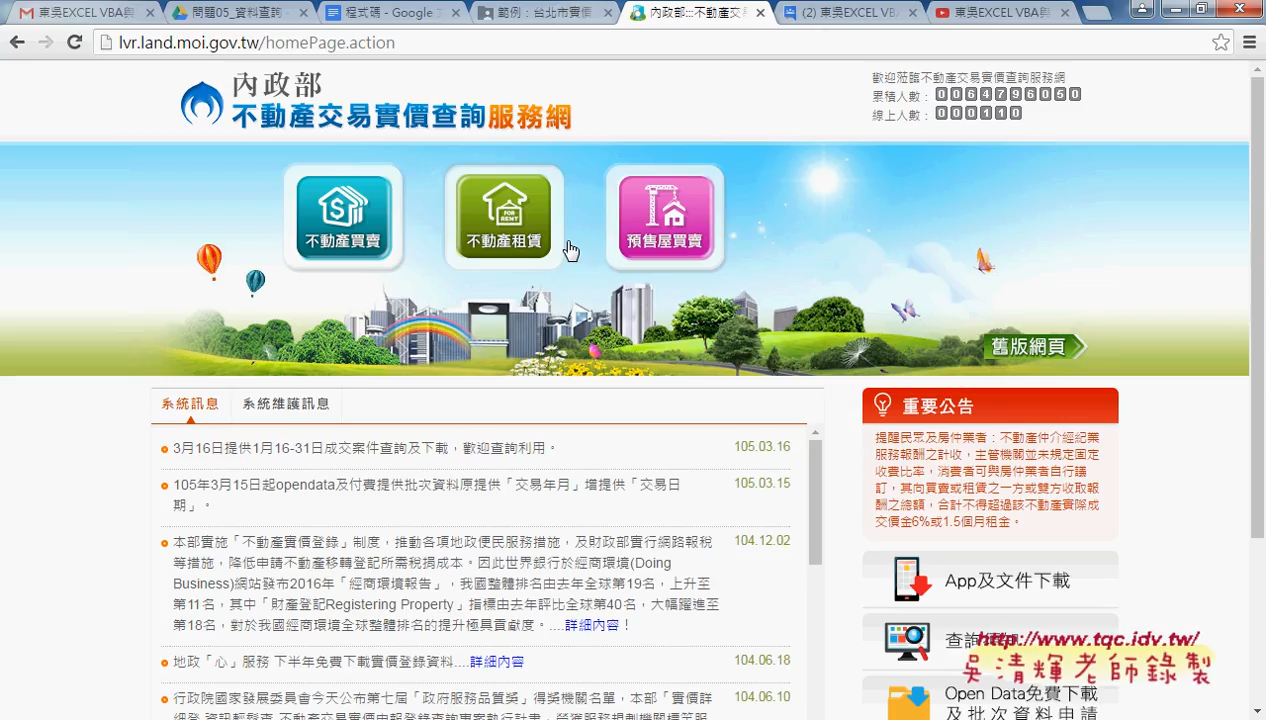 東吳EXCEL VBA與
問題05_資料查詢
程式碼 - Google 文
範例：台北市實價
內政部:::不動產交易
(2) 東吳EXCEL VBA
東吳EXCEL VBA與
lvr.land.moi.gov.tw/homePage.action
內政部
不動產交易實價查詢服務網
歡迎蒞臨不動產交易實價查詢服務網
累積人數： 0064796050
線上人數： 000110
不動產買賣
FOR RENT
不動產租賃
預售屋買賣
舊版網頁
系統訊息
系統維護訊息
3月16日提供1月16-31日成交案件查詢及下載，歡迎查詢利用。 105.03.16
105年3月15日起opendata及付費提供批次資料原提供「交易年月」增提供「交易日 105.03.15
期」。
本部實施「不動產實價登錄」制度，推動各項地政便民服務措施，及財政部實行網路報稅 104.12.02
等措施，降低申請不動產移轉登記所需稅捐成本。因此世界銀行於經商環境(Doing
Business)網站發布2016年「經商環境報告」，我國整體排名由去年全球第19名，上升至
第11名，其中「財產登記Registering Property」指標由去年評比全球第40名，大幅躍進至
第18名，對於我國經商環境全球整體排名的提升極具貢獻度。....詳細內容！
地政「心」服務 下半年免費下載實價登錄資料....詳細內容 104.06.18
行政院國家發展委員會今天公布第七屆「政府服務品質獎」得獎機關名單，本部「實價詳 104.06.10
重要公告
提醒民眾及房仲業者：不動產仲介經紀業
服務報酬之計收，主管機關並未規定固定
收費比率，消費者可與房仲業者自行議
訂，其向買賣或租賃之一方或雙方收取報
酬之總額，合計不得超過該不動產實際成
交價金6%或1.5個月租金。
App及文件下載
http://www.tqc.idv.tw/
吳清輝老師錄製
Open Data免費下載
及批次資料申請